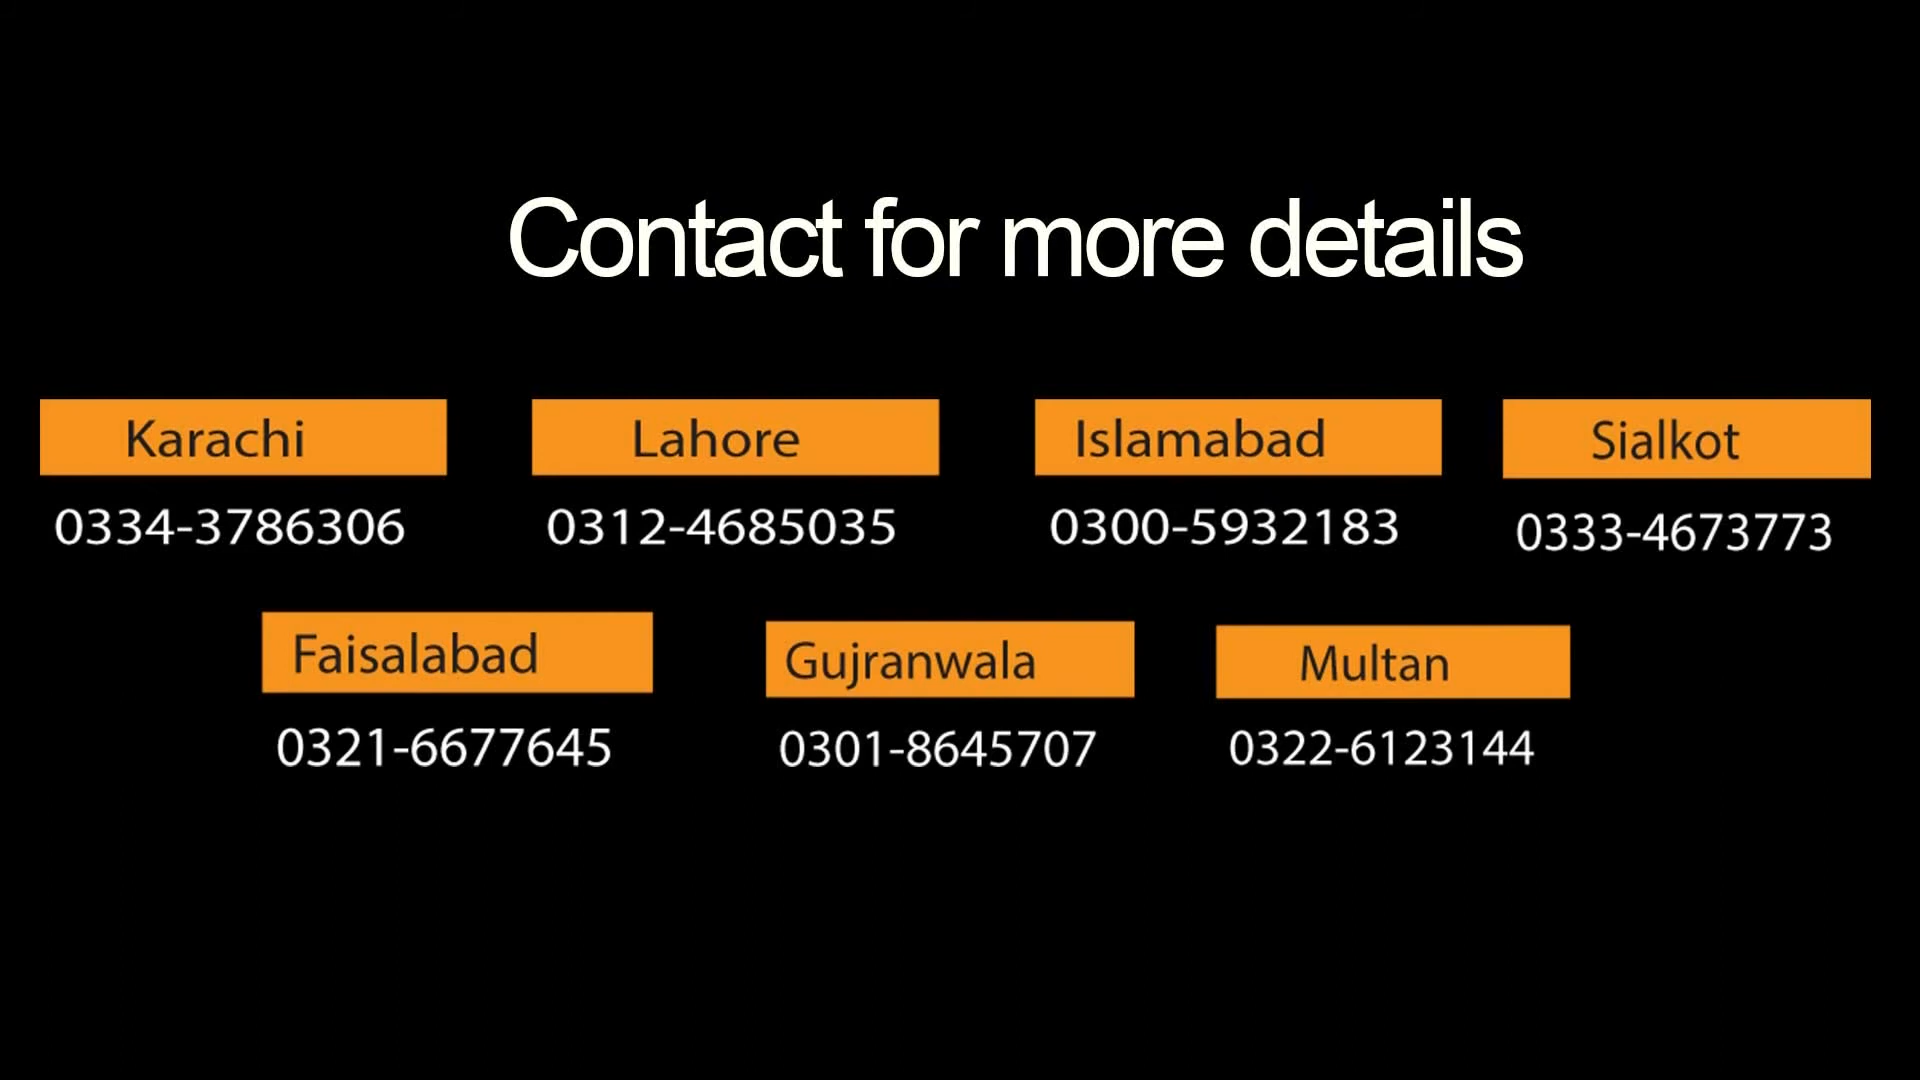 Contact for more details
Karachi Lahore Islamabad Sialkot
0334-3786306 0312-4685035 0300-5932183 0333-4673773
Faisalabad Gujranwala Multan
0321-6677645 0301-8645707 0322-6123144